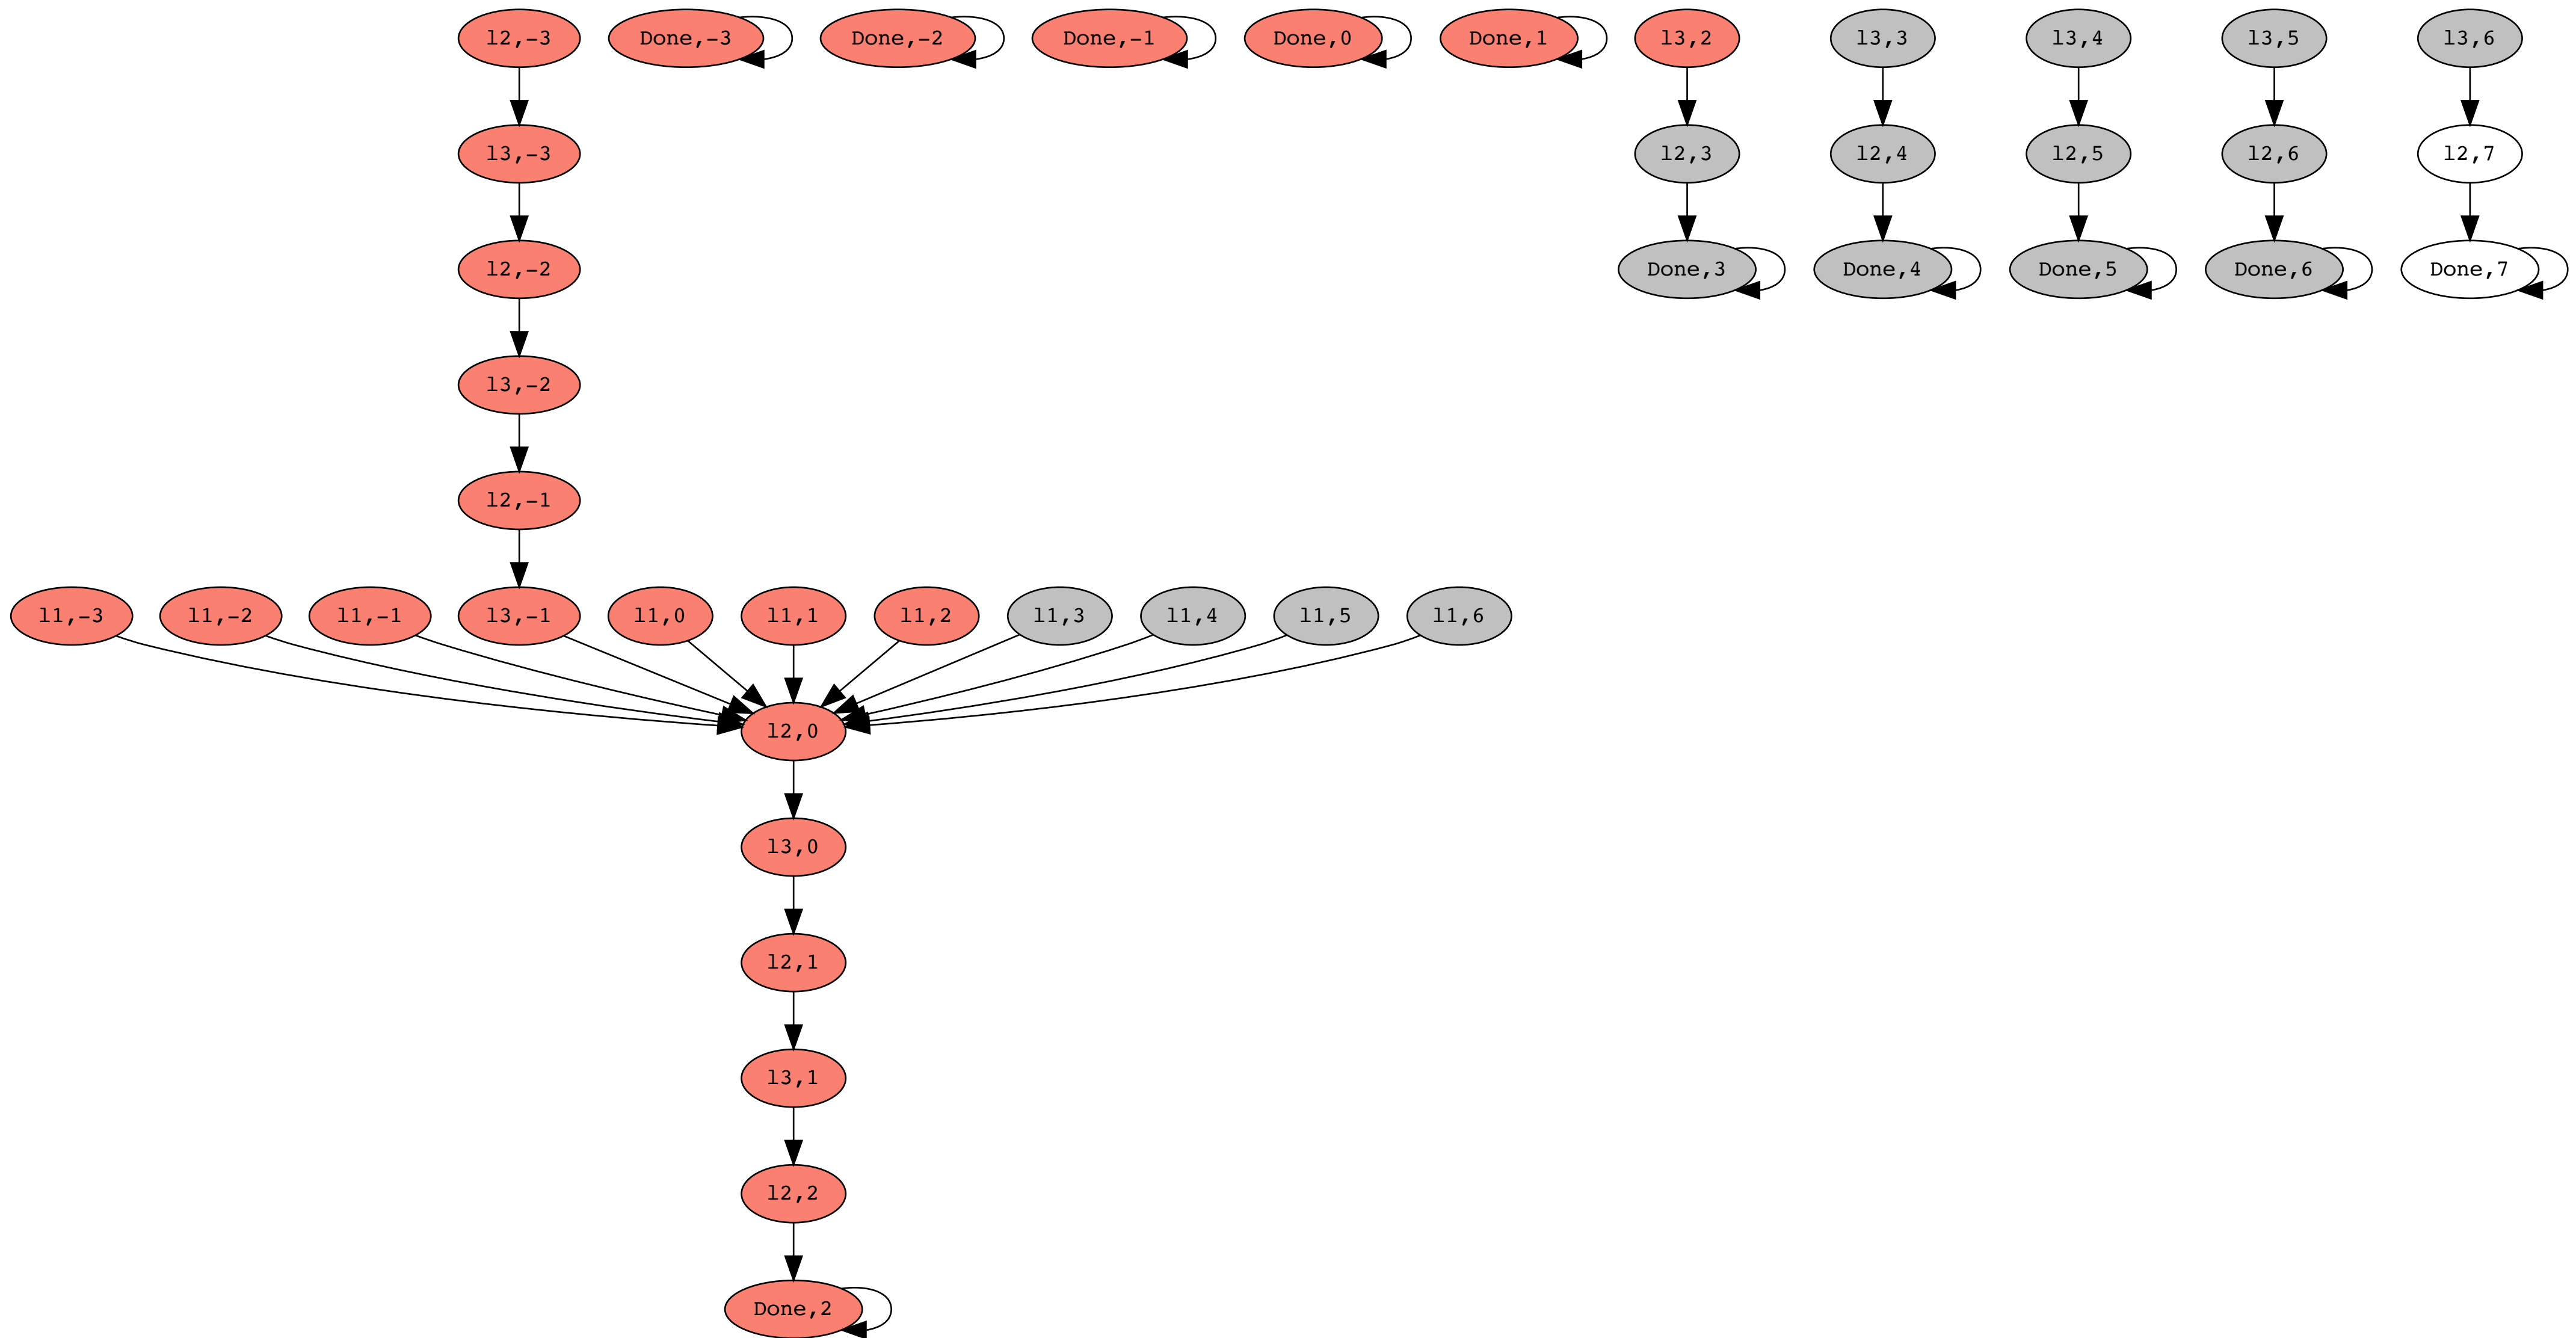 l2,-3
Done,-3
Done,-2
Done,-1
Done,0
Done,1
l3,2
l3,3
l3,4
l3,5
l3,6
l3,-3
l2,3
l2,4
l2,5
l2,6
l2,7
l2,-2
Done,3
Done,4
Done,5
Done,6
Done,7
l3,-2
l2,-1
l1,-3
l1,-2
l1,-1
l3,-1
l1,0
l1,1
l1,2
l1,3
l1,4
l1,5
l1,6
l2,0
l3,0
l2,1
l3,1
l2,2
Done,2